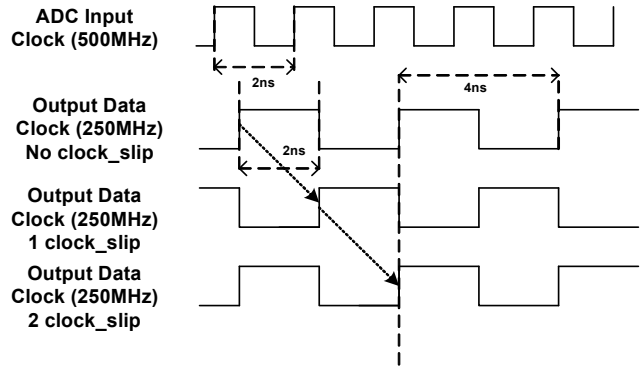 ADC Input
Clock (500MHz)
2ns
4ns
Output Data
Clock (250MHz)
No clock_slip
2ns
Output Data
Clock (250MHz)
1 clock_slip
Output Data
Clock (250MHz)
2 clock_slip